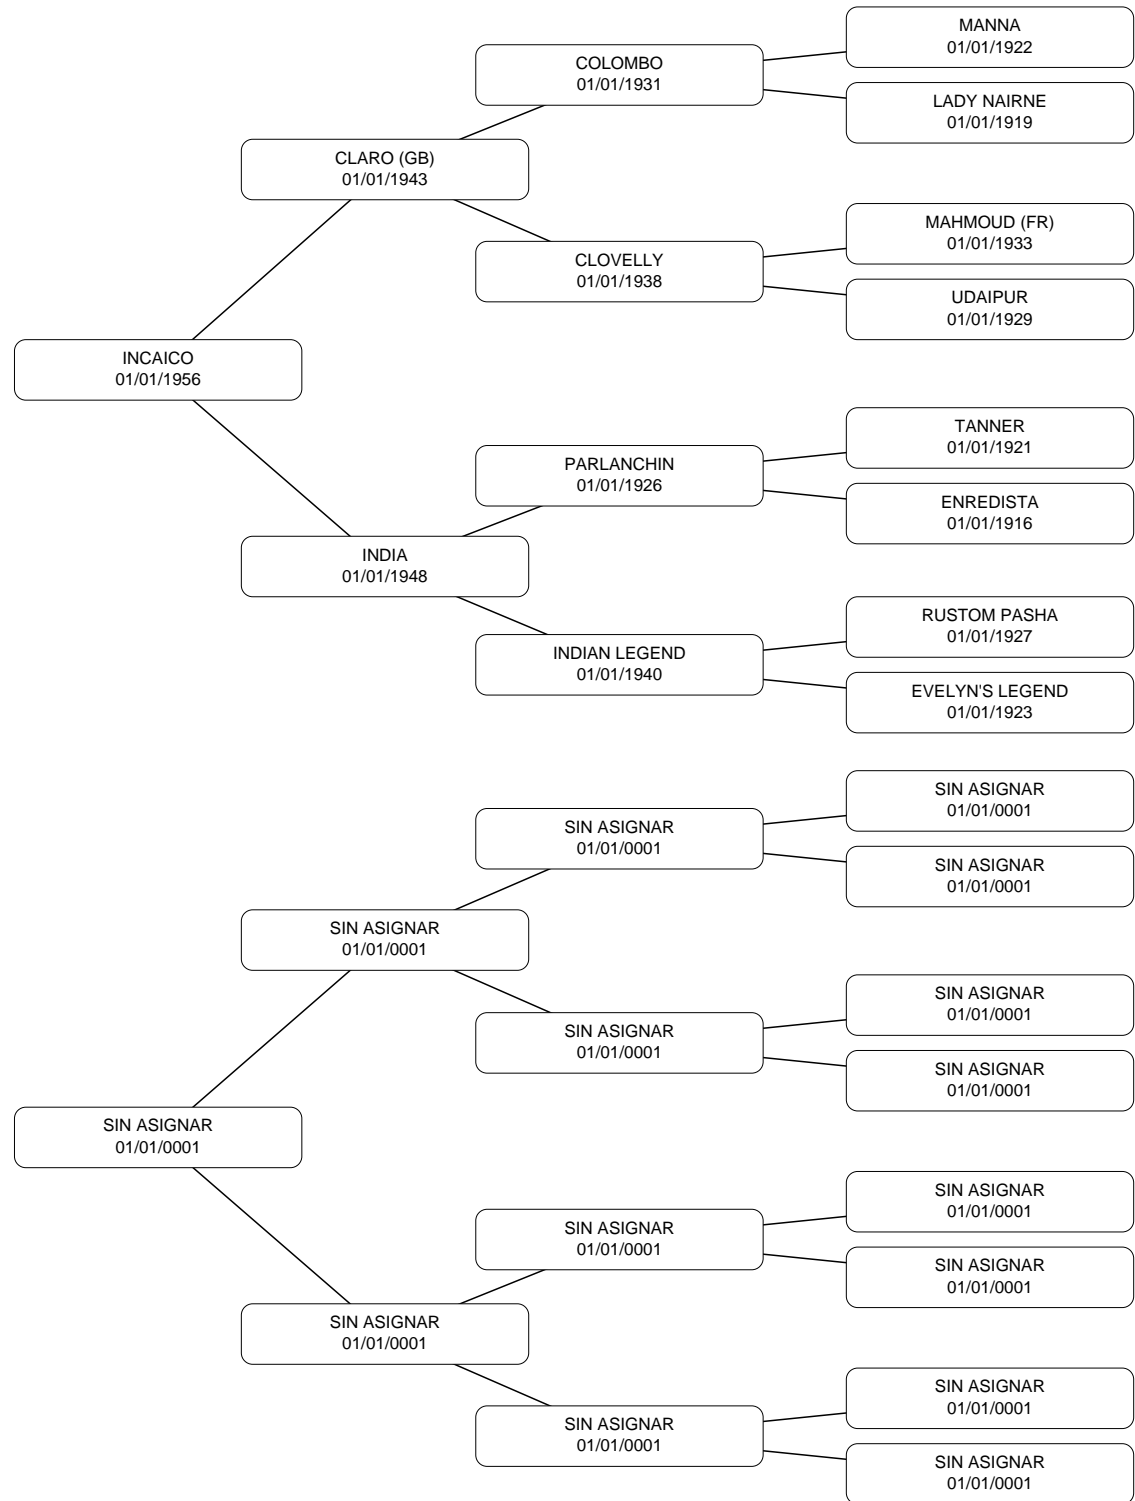 MANNA
01/01/1922
COLOMBO
01/01/1931
LADY NAIRNE
01/01/1919
CLARO (GB)
01/01/1943
MAHMOUD (FR)
01/01/1933
CLOVELLY
01/01/1938
UDAIPUR
01/01/1929
INCAICO
01/01/1956
TANNER
01/01/1921
PARLANCHIN
01/01/1926
ENREDISTA
01/01/1916
INDIA
01/01/1948
RUSTOM PASHA
01/01/1927
INDIAN LEGEND
01/01/1940
EVELYN'S LEGEND
01/01/1923
SIN ASIGNAR
01/01/0001
SIN ASIGNAR
01/01/0001
SIN ASIGNAR
01/01/0001
SIN ASIGNAR
01/01/0001
SIN ASIGNAR
01/01/0001
SIN ASIGNAR
01/01/0001
SIN ASIGNAR
01/01/0001
SIN ASIGNAR
01/01/0001
SIN ASIGNAR
01/01/0001
SIN ASIGNAR
01/01/0001
SIN ASIGNAR
01/01/0001
SIN ASIGNAR
01/01/0001
SIN ASIGNAR
01/01/0001
SIN ASIGNAR
01/01/0001
SIN ASIGNAR
01/01/0001